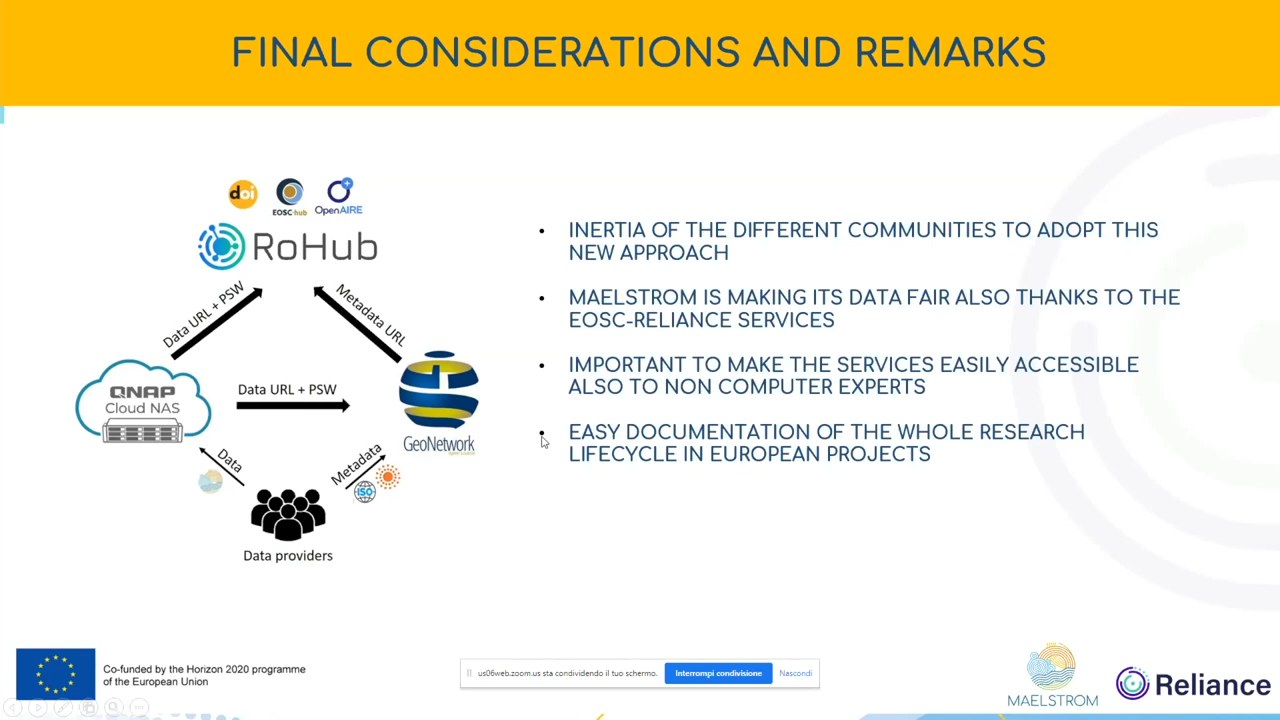 FINAL CONSIDERATIONS AND REMARKS
doi
EOSC hub
OpenAIRE
RoHub
Data URL + PSW
Metadata URL
QNAP
Cloud NAS
Data URL + PSW
GeoNetwork
Data
Metadata
ISO
Data providers
• INERTIA OF THE DIFFERENT COMMUNITIES TO ADOPT THIS
NEW APPROACH
• MAELSTROM IS MAKING ITS DATA FAIR ALSO THANKS TO THE
EOSC-RELIANCE SERVICES
• IMPORTANT TO MAKE THE SERVICES EASILY ACCESSIBLE
ALSO TO NON COMPUTER EXPERTS
• EASY DOCUMENTATION OF THE WHOLE RESEARCH
LIFECYCLE IN EUROPEAN PROJECTS
Co-funded by the Horizon 2020 programme
of the European Union
us06web.zoom.us sta condividendo il tuo schermo.
Interrompi condivisione
Nascondi
MAELSTROM
Reliance